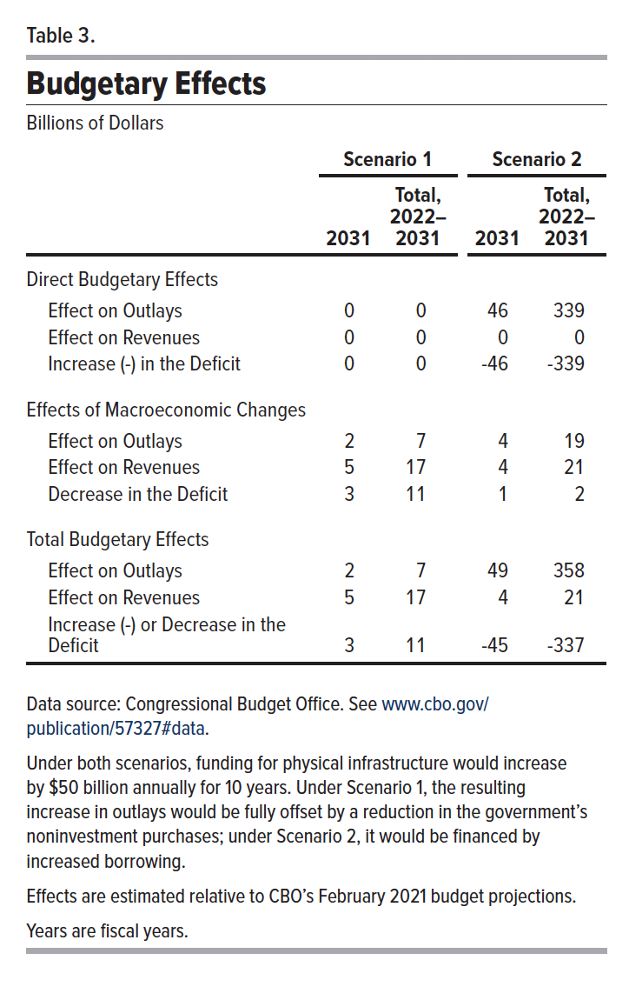 Table 3.
Budgetary Effects
Billions of Dollars
Scenario 1 Scenario 2
Total, Total,
2022– 2022–
2031 2031 2031 2031
Direct Budgetary Effects
Effect on Outlays 0 0 46 339
Effect on Revenues 0 0 0 0
Increase (-) in the Deficit 0 0 -46 -339
Effects of Macroeconomic Changes
Effect on Outlays 2 7 4 19
Effect on Revenues 5 17 4 21
Decrease in the Deficit 3 11 1 2
Total Budgetary Effects
Effect on Outlays 2 7 49 358
Effect on Revenues 5 17 4 21
Increase (-) or Decrease in the
Deficit 3 11 -45 -337
Data source: Congressional Budget Office. See www.cbo.gov/
publication/57327#data.
Under both scenarios, funding for physical infrastructure would increase
by $50 billion annually for 10 years. Under Scenario 1, the resulting
increase in outlays would be fully offset by a reduction in the government’s
noninvestment purchases; under Scenario 2, it would be financed by
increased borrowing.
Effects are estimated relative to CBO’s February 2021 budget projections.
Years are fiscal years.